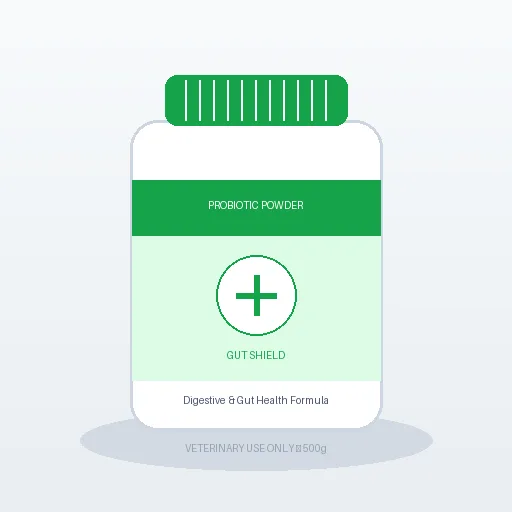 PROBIOTIC POWDER
GUT SHIELD
Digestive & Gut Health Formula
VETERINARY USE ONLY 500g